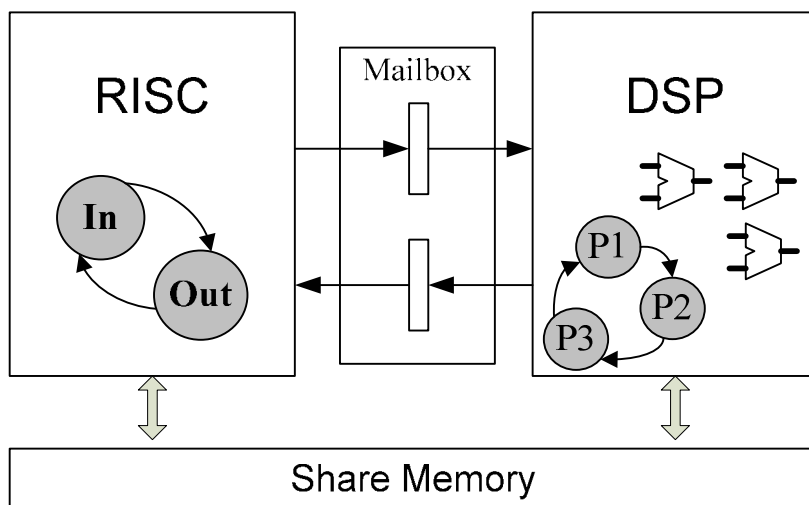 RISC
Mailbox
DSP
In
Out
P1
P2
P3
Share Memory